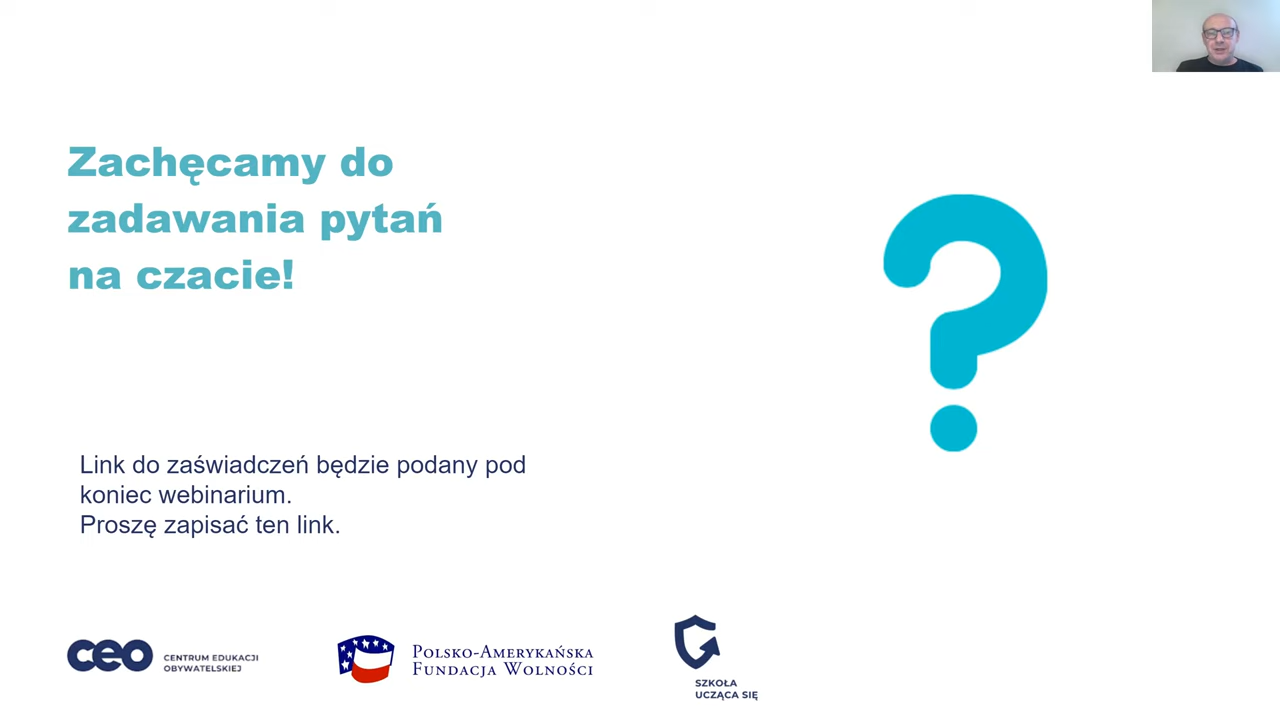 Zachęcamy do
zadawania pytań
na czacie!
Link do zaświadczeń będzie podany pod
koniec webinarium.
Proszę zapisać ten link.
ceo
CENTRUM EDUKACJI
OBYWATELSKIEJ
POLSKO-AMERYKAŃSKA
FUNDACJA WOLNOŚCI
SZKOŁA
UCZĄCA SIĘ